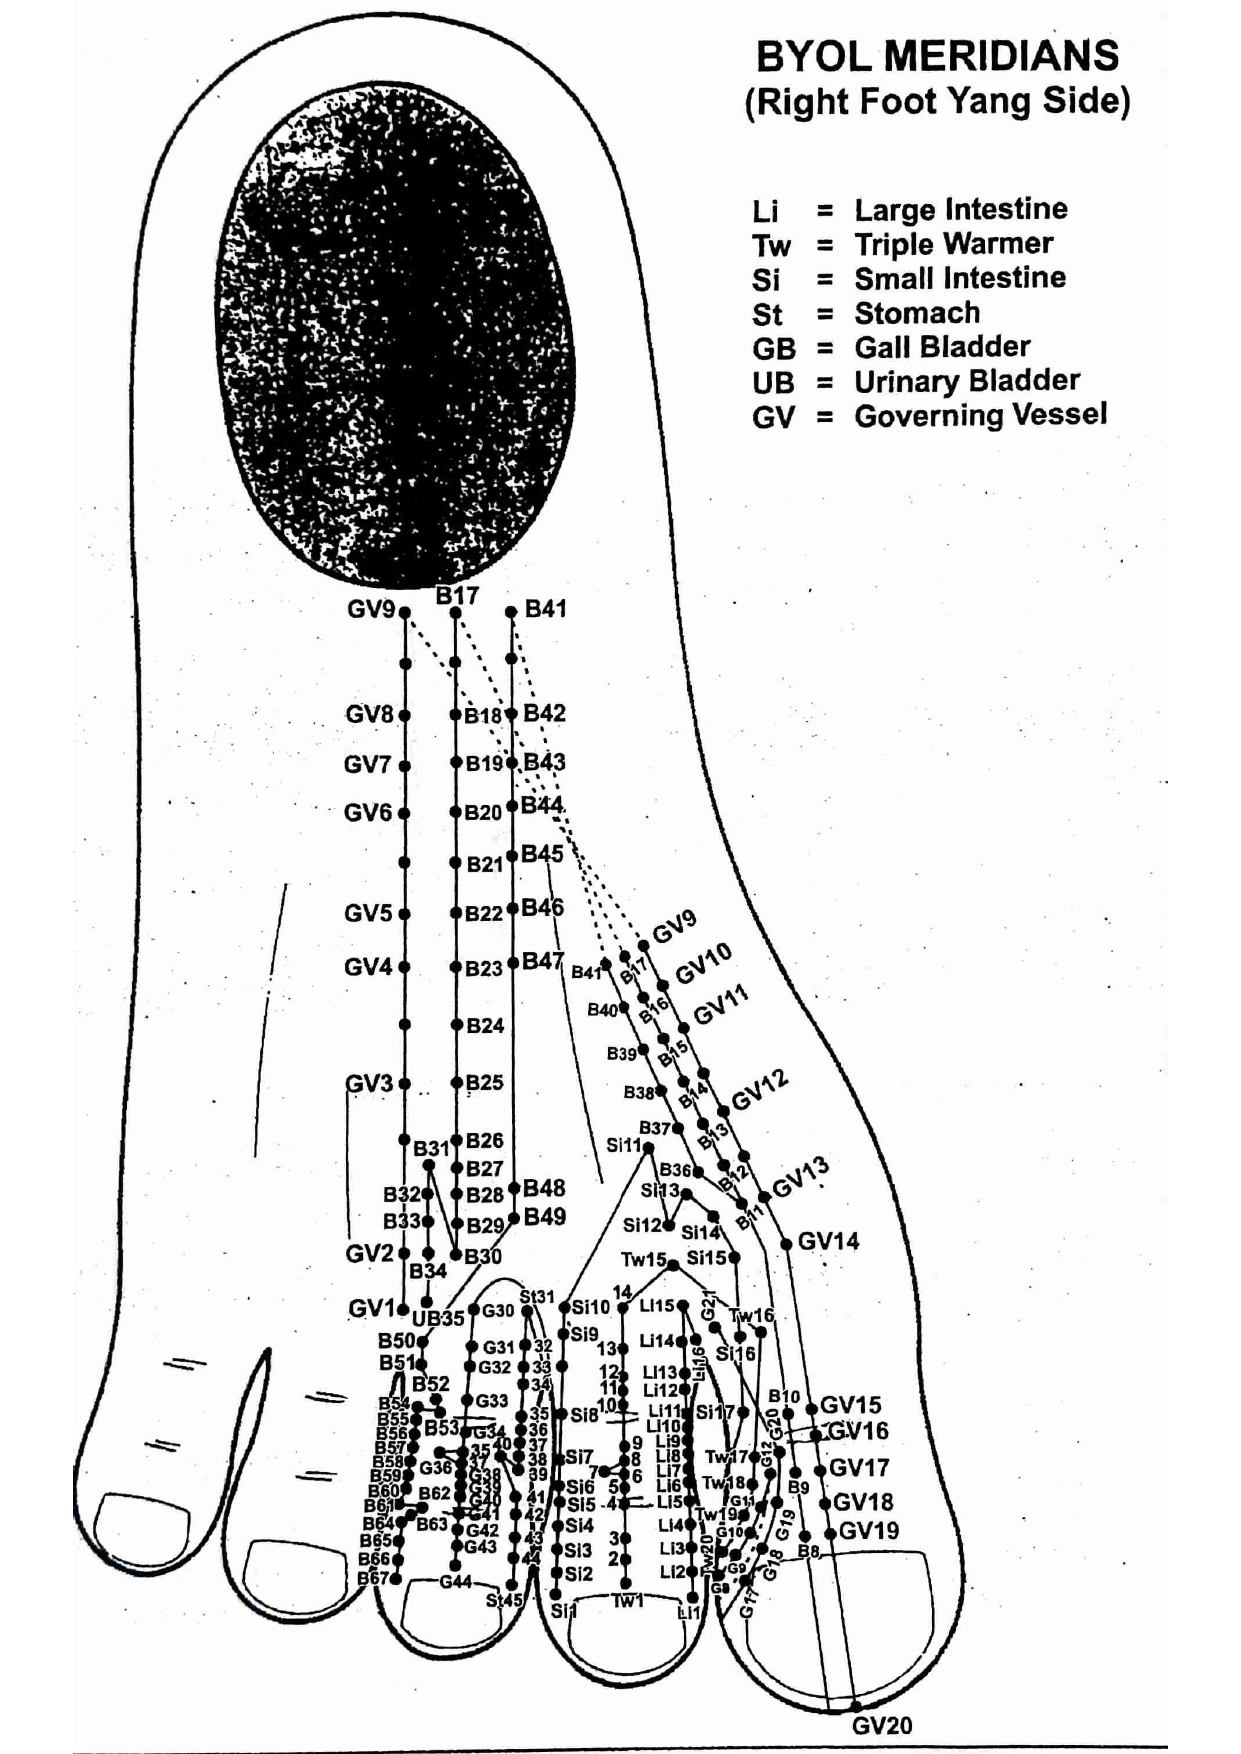 BYOL MERIDIANS
(Right Foot Yang Side)
Li = Large Intestine
Tw = Triple Warmer
Si = Small Intestine
St = Stomach
GB = Gall Bladder
UB = Urinary Bladder
GV = Governing Vessel
GV9 B17 B41
GV8 B18 B42
GV7 B19 B43
GV6 B20 B44
B21 B45
GV5 B22 B46
GV9
GV4 B23 B47 B41 B17 GV10
B40 B16 GV11
B24
B39 B15
GV3 B25 B38 B14 GV12
B37 B13
B31 B26 Si11
B27 B36 B12 GV13
B32 B28 B48 Si13 B11
B33 B29 B49 Si12 Si14
GV2 B30 Tw15 Si15 GV14
B34
GV1 UB35 G30 St31 Si10 14 Li15 G21 Tw16
B50 G31 32 Si9 13 Li14 Li16 Si16
B51 G32 33 12 Li13
B52 34 11 Li12
B54 G33 10 B10 GV15
B55 B53 35 Si8 Li11 Si17 G20
B56 G34 36 Li10 GV16
B57 35 40 37 9 Li9 G12
B58 G36 37 38 Si7 8 Li8 Tw17
B59 G38 39 7 6 Li7 GV17
B60 B62 G39 Si6 5 Li6 Tw18 B9
B61 G40 41 Si5 4 Li5 G11 GV18
B64 B63 G41 42 Si4 Li4 Tw19 G19
B65 G42 43 3 G10 GV19
B66 G43 44 Si3 2 Li3 Tw20 G9 G18 B8
B67 G44 St45 Si2 Tw1 Li2 G8 G17
Si1 Li1
GV20